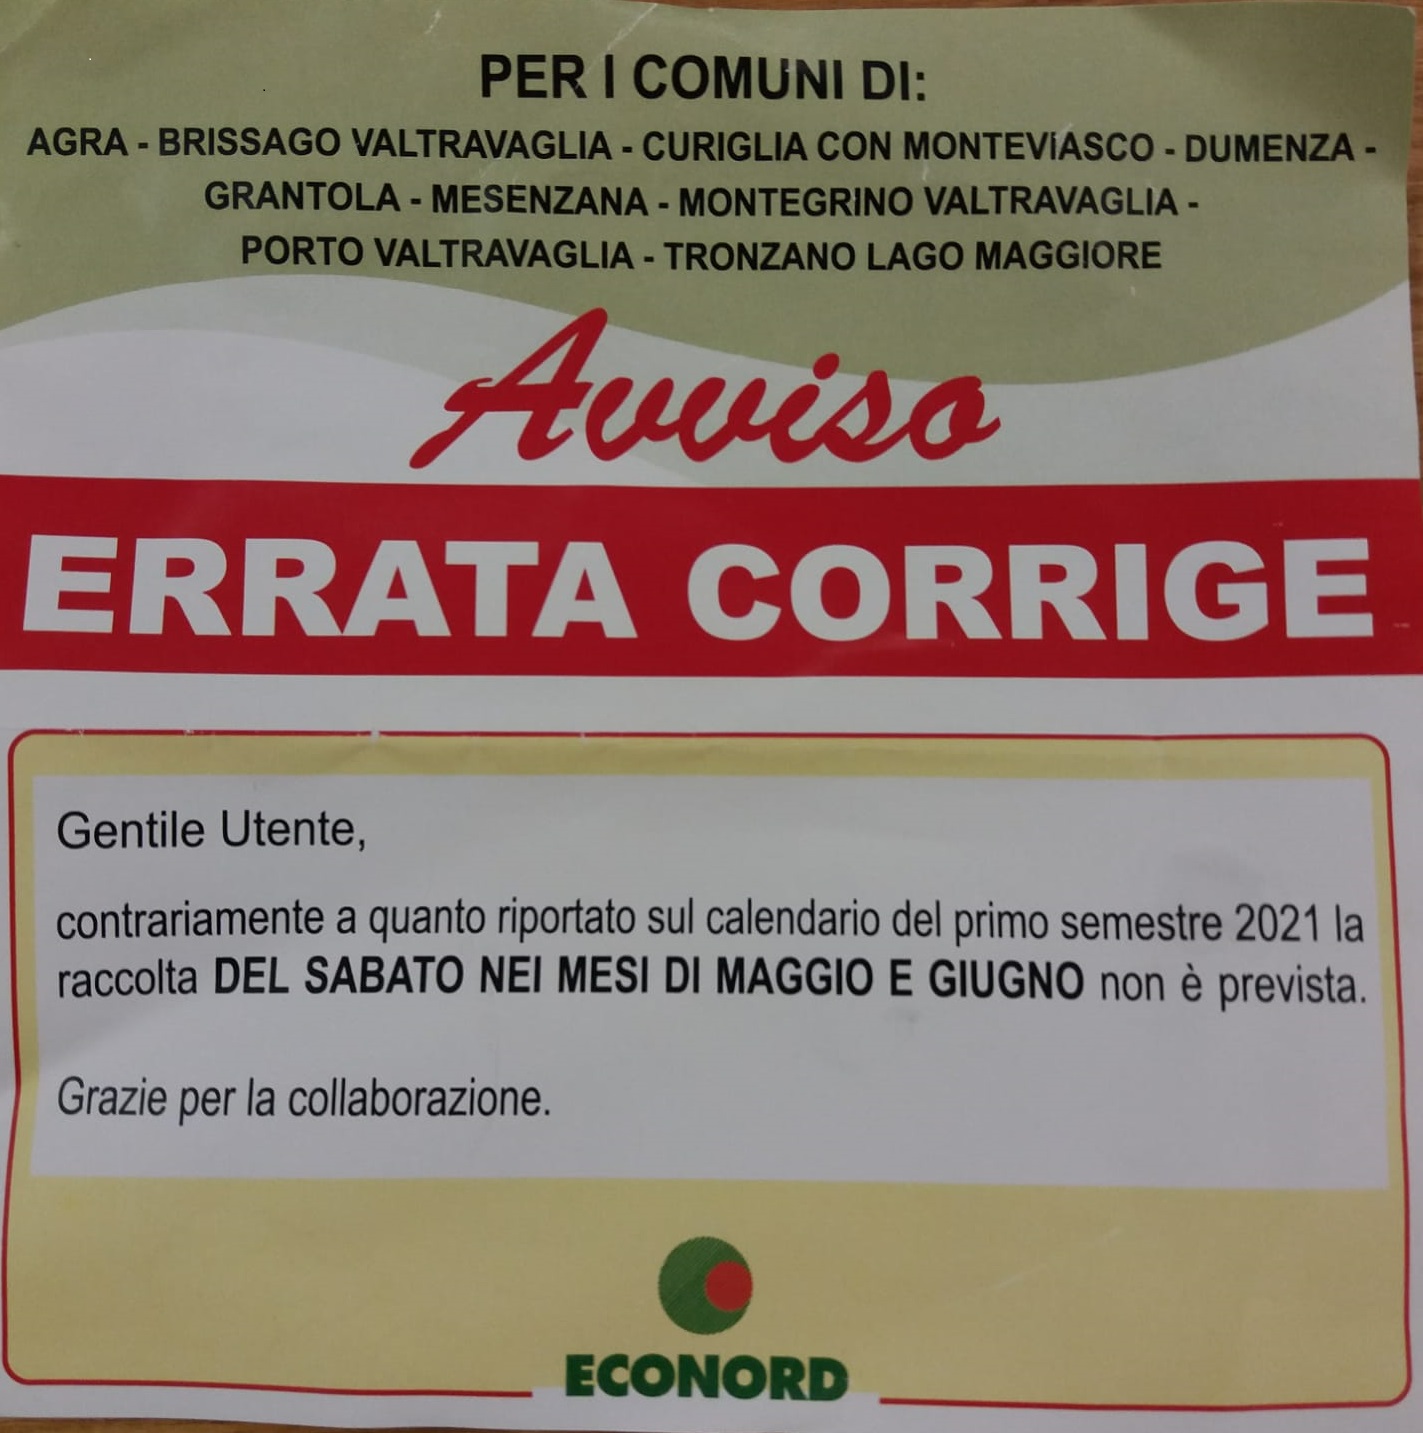 PER I COMUNI DI:
AGRA - BRISSAGO VALTRAVAGLIA - CURIGLIA CON MONTEVIASCO - DUMENZA -
GRANTOLA - MESENZANA - MONTEGRINO VALTRAVAGLIA -
PORTO VALTRAVAGLIA - TRONZANO LAGO MAGGIORE
Avviso
ERRATA CORRIGE
Gentile Utente,
contrariamente a quanto riportato sul calendario del primo semestre 2021 la
raccolta DEL SABATO NEI MESI DI MAGGIO E GIUGNO non è prevista.
Grazie per la collaborazione.
ECONORD